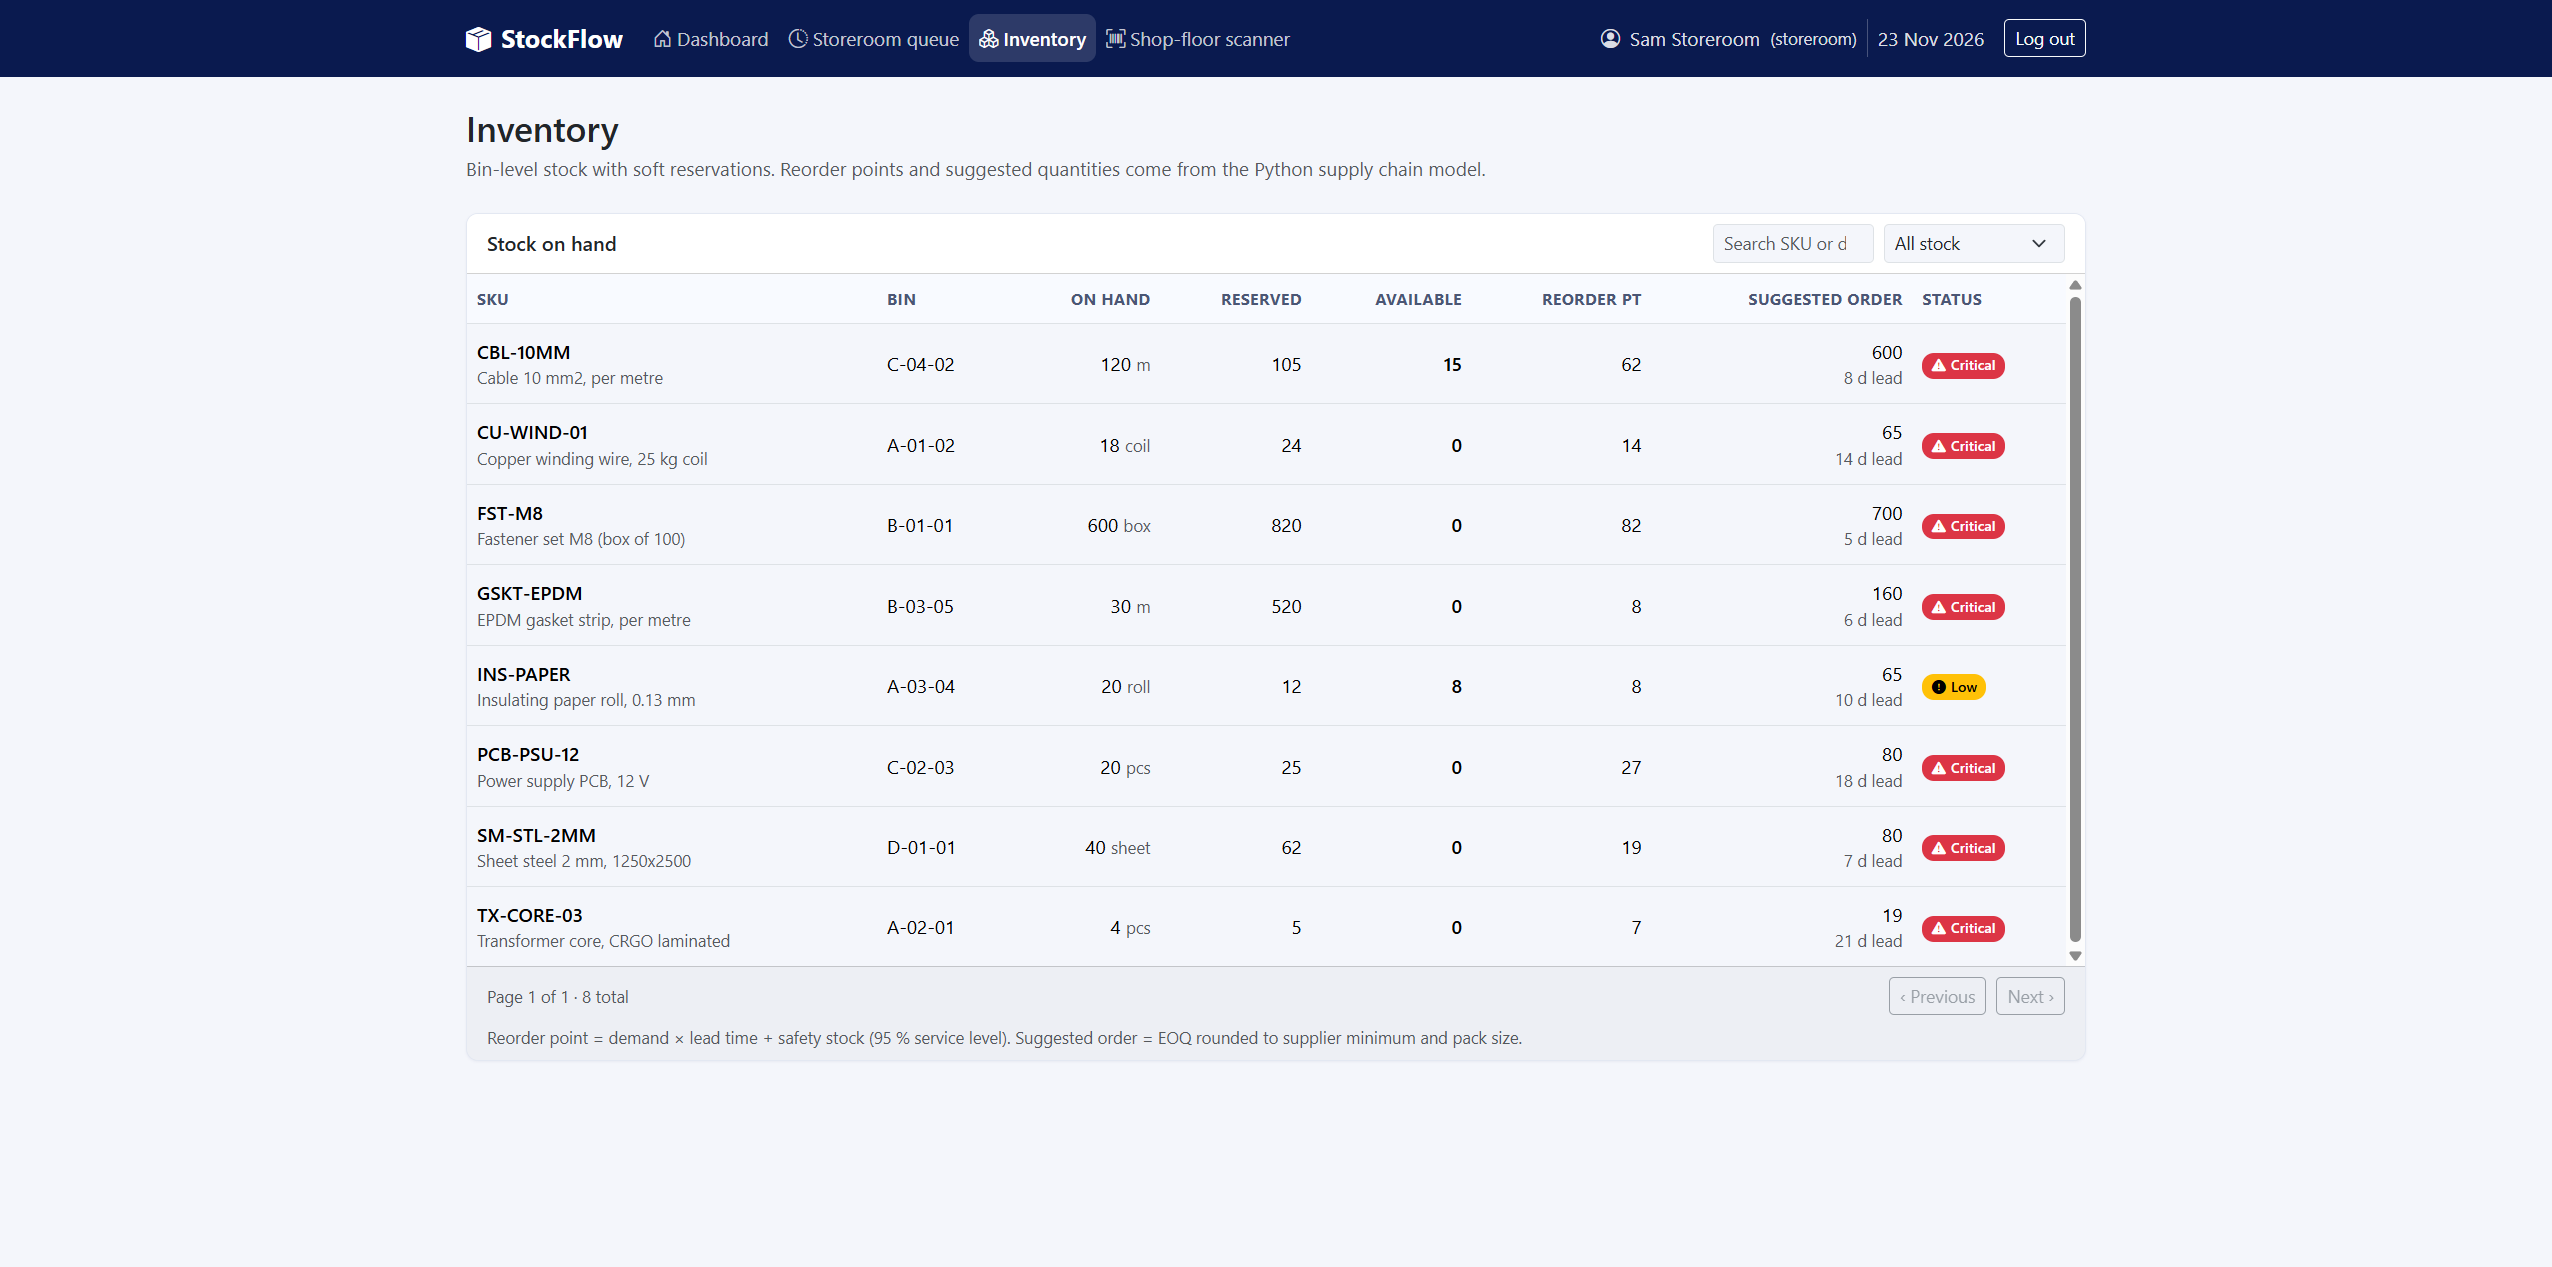 StockFlow Dashboard Storeroom queue Inventory Shop-floor scanner Sam Storeroom (storeroom) 23 Nov 2026 Log out
Inventory
Bin-level stock with soft reservations. Reorder points and suggested quantities come from the Python supply chain model.
Stock on hand Search SKU or d All stock
SKU BIN ON HAND RESERVED AVAILABLE REORDER PT SUGGESTED ORDER STATUS
CBL-10MM C-04-02 120 m 105 15 62 600 Critical
Cable 10 mm2, per metre 8 d lead
CU-WIND-01 A-01-02 18 coil 24 0 14 65 Critical
Copper winding wire, 25 kg coil 14 d lead
FST-M8 B-01-01 600 box 820 0 82 700 Critical
Fastener set M8 (box of 100) 5 d lead
GSKT-EPDM B-03-05 30 m 520 0 8 160 Critical
EPDM gasket strip, per metre 6 d lead
INS-PAPER A-03-04 20 roll 12 8 8 65 Low
Insulating paper roll, 0.13 mm 10 d lead
PCB-PSU-12 C-02-03 20 pcs 25 0 27 80 Critical
Power supply PCB, 12 V 18 d lead
SM-STL-2MM D-01-01 40 sheet 62 0 19 80 Critical
Sheet steel 2 mm, 1250x2500 7 d lead
TX-CORE-03 A-02-01 4 pcs 5 0 7 19 Critical
Transformer core, CRGO laminated 21 d lead
Page 1 of 1 · 8 total ‹ Previous Next ›
Reorder point = demand × lead time + safety stock (95 % service level). Suggested order = EOQ rounded to supplier minimum and pack size.